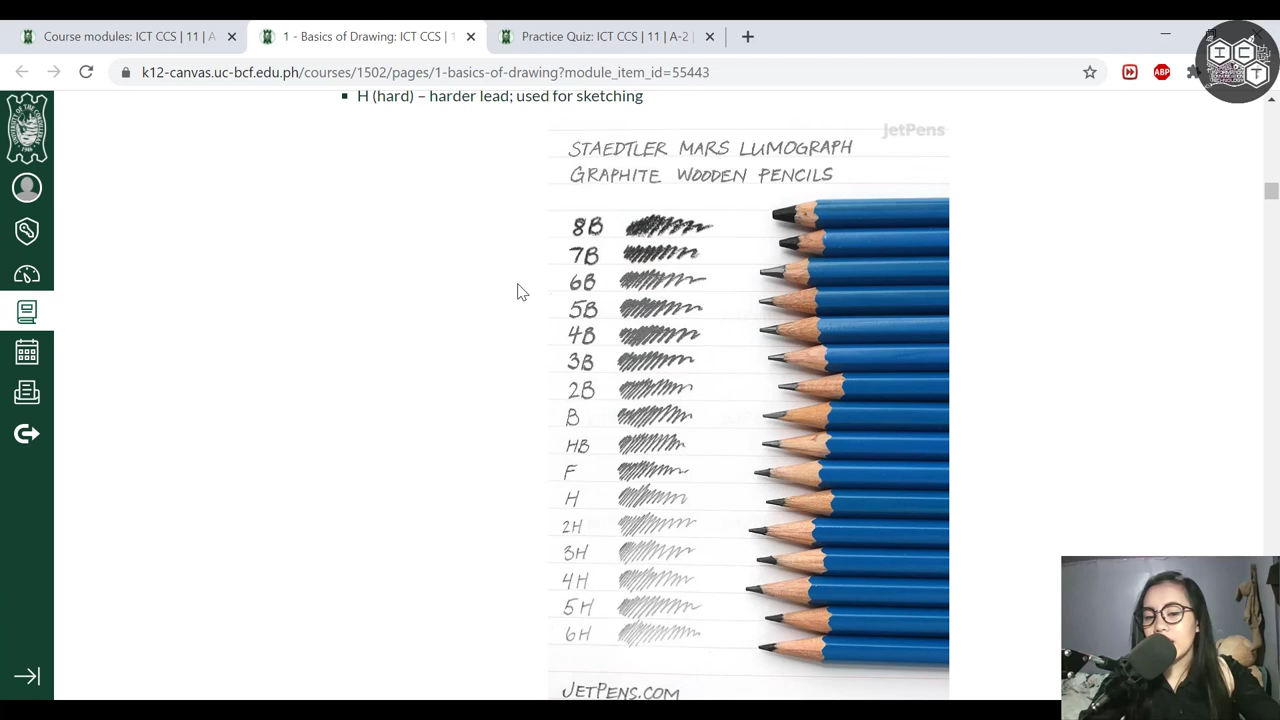 Course modules: ICT CCS | 11 | A
1 - Basics of Drawing: ICT CCS | 1
Practice Quiz: ICT CCS | 11 | A-2 |
k12-canvas.uc-bcf.edu.ph/courses/1502/pages/1-basics-of-drawing?module_item_id=55443
ABP
ICT
H (hard) – harder lead; used for sketching
JetPens
STAEDTLER MARS LUMOGRAPH
GRAPHITE WOODEN PENCILS
8B
7B
6B
5B
4B
3B
2B
B
HB
F
H
2H
3H
4H
5H
6H
JETPENS.COM